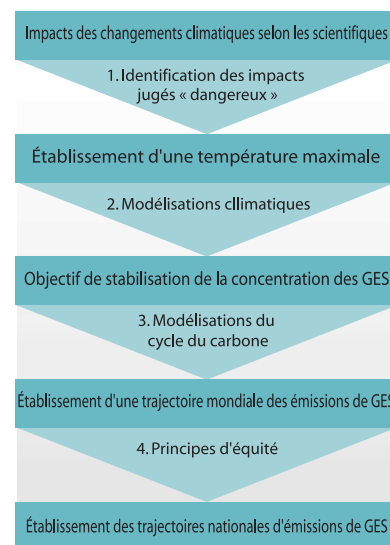 Impacts des changements climatiques selon les scientifiques
1. Identification des impacts
jugés « dangereux »
Établissement d'une température maximale
2. Modélisations cllimatiques
Objectif de stabilisation de la concentration des GES
3. Modélisations du
cycle du carbone
Établissement d'une trajectoire mondiale des émissions de GES
4. Principes d'équité
Établissement des trajectoires nationales d'émissions de GES